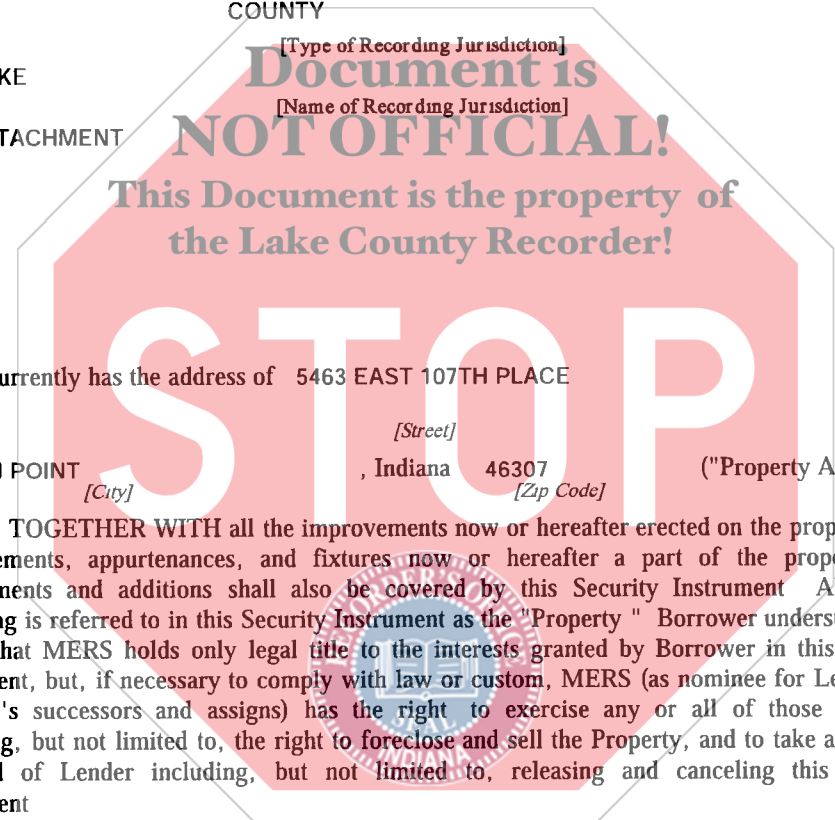 COUNTY
[Type of Recording Jurisdiction]
Document is
KE
[Name of Recording Jurisdiction]
TACHMENT
NOT OFFICIAL!
This Document is the property of
the Lake County Recorder!
STOP
urrently has the address of 5463 EAST 107TH PLACE
[Street]
POINT , Indiana 46307 ("Property A
[City] [Zip Code]
TOGETHER WITH all the improvements now or hereafter erected on the prop
ements, appurtenances, and fixtures now or hereafter a part of the prope
ments and additions shall also be covered by this Security Instrument A
ng is referred to in this Security Instrument as the "Property " Borrower unders
hat MERS holds only legal title to the interests granted by Borrower in this
ent, but, if necessary to comply with law or custom, MERS (as nominee for Le
's successors and assigns) has the right to exercise any or all of those
g, but not limited to, the right to foreclose and sell the Property, and to take a
l of Lender including, but not limited to, releasing and canceling this
ent
RECORDER'S OFFICE
SEAL
INDIANA